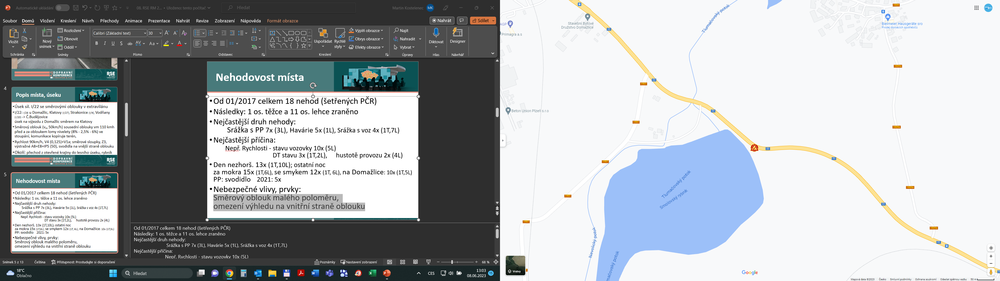 Automatické ukládání
08. RSE RM 2... • Uloženo: tento počítač
Hledat
Martin Kostelenec
MK
Soubor Domů Vložení Kreslení Návrh Přechody Animace Prezentace Nahrát Revize Zobrazení Nápověda Formát obrazce
Nahrát
Sdílet
Vložit
Schránka
Nový snímek
Rozložení
Obnovit
Oddíl
Snímky
Calibri (Základní text)
30
Písmo
Odstavec
Uspořádat
Rychlé styly
Výplň obrazce
Obrys obrazce
Efekty obrazce
Kreslení
Najít
Nahradit
Vybrat
Úpravy
Diktovat
Hlas
Designer
Návrhář
DOPRAVNÍ
KONFERENCE
S BESIPEM A FZŠ
RSE
4
Popis místa, úseku
•Úsek sil. I/22 se směrovými oblouky v extravilánu
•I/22: I/26 u Domažlic, Klatovy (I/27), Strakonice (I/4), Vodňany
(I/20) -> Č.Budějovice
úsek na výjezdu z Domažlic směrem na Klatovy
•Směrový oblouk (vm 50km/h) sousední oblouky vm 110 kmh
před a za obloukem lomy nivelety (8% - 2,5% - 6%) ve
stoupání, komunikace kopíruje terén,
•Rychlost 90km/h, V4 (0,125)+V1a; směrové sloupky, Z3,
výstražné A8+E8+IP5 (50), svodidla na vnější straně oblouku
•Okolí: přechod z otevřené krajiny do lesního úseku, rybník
DOPRAVNÍ
KONFERENCE
S BESIPEM A FZŠ
RSE
5
Nehodovost místa
•Od 01/2017 celkem 18 nehod (šetřených PČR)
•Následky: 1 os. těžce a 11 os. lehce zraněno
•Nejčastější druh nehody:
Srážka s PP 7x (3L), Havárie 5x (1L), Srážka s voz 4x (1T,7L)
•Nejčastější příčina:
Nepř. Rychlosti - stavu vozovky 10x (5L)
DT stavu 3x (1T,2L), hustotě provozu 2x (4L)
•Den nezhorš. 13x (1T,10L); ostatní noc
za mokra 15x (1T,6L), se smykem 12x (1T, 6L), na Domažlice: 10x (1T,5L)
PP: svodidlo 2021: 5x
•Nebezpečné vlivy, prvky:
Směrový oblouk malého poloměru,
omezení výhledu na vnitřní straně oblouku
Nehodovost místa
•Od 01/2017 celkem 18 nehod (šetřených PČR)
•Následky: 1 os. těžce a 11 os. lehce zraněno
•Nejčastější druh nehody:
Srážka s PP 7x (3L), Havárie 5x (1L), Srážka s voz 4x (1T,7L)
•Nejčastější příčina:
Nepř. Rychlosti - stavu vozovky 10x (5L)
DT stavu 3x (1T,2L), hustotě provozu 2x (4L)
•Den nezhorš. 13x (1T,10L); ostatní noc
za mokra 15x (1T,6L), se smykem 12x (1T, 6L), na Domažlice: 10x (1T,5L)
PP: svodidlo 2021: 5x
•Nebezpečné vlivy, prvky:
Směrový oblouk malého poloměru,
omezení výhledu na vnitřní straně oblouku
Od 01/2017 celkem 18 nehod (šetřených PČR)
Následky: 1 os. těžce a 11 os. lehce zraněno
Nejčastější druh nehody:
Srážka s PP 7x (3L), Havárie 5x (1L), Srážka s voz 4x (1T,7L)
Nejčastější příčina:
Nepř. Rychlosti - stavu vozovky 10x (5L)
Snímek 5 z 13
Čeština
Přístupnost: Prostudujte si doporučení
Poznámky
Nastavení zobrazení
68 %
18°C
Oblačno
Hledat
CES
13:03
08.06.2023
15
AGP
Primagra a.s
Stavební Bytové
Družstvo Domažlice
Beton Union Plzeň s.r.o
Bielmeier Hausgeräte sro
Prodej domácích spotřebičů
Tlumačovský potok
Tlumačovský potok
Smolovský rybník
Nevolický potok
22
22
22
22
22
22
22
22
1907
1907
1907
1907
1907
1839
1839a
1839a
1839a
1839a
Vrstvy
Google
Mapová data ©2023 Česko Smluvní podmínky Ochrana soukromí Odeslat zpětnou vazbu 50 m